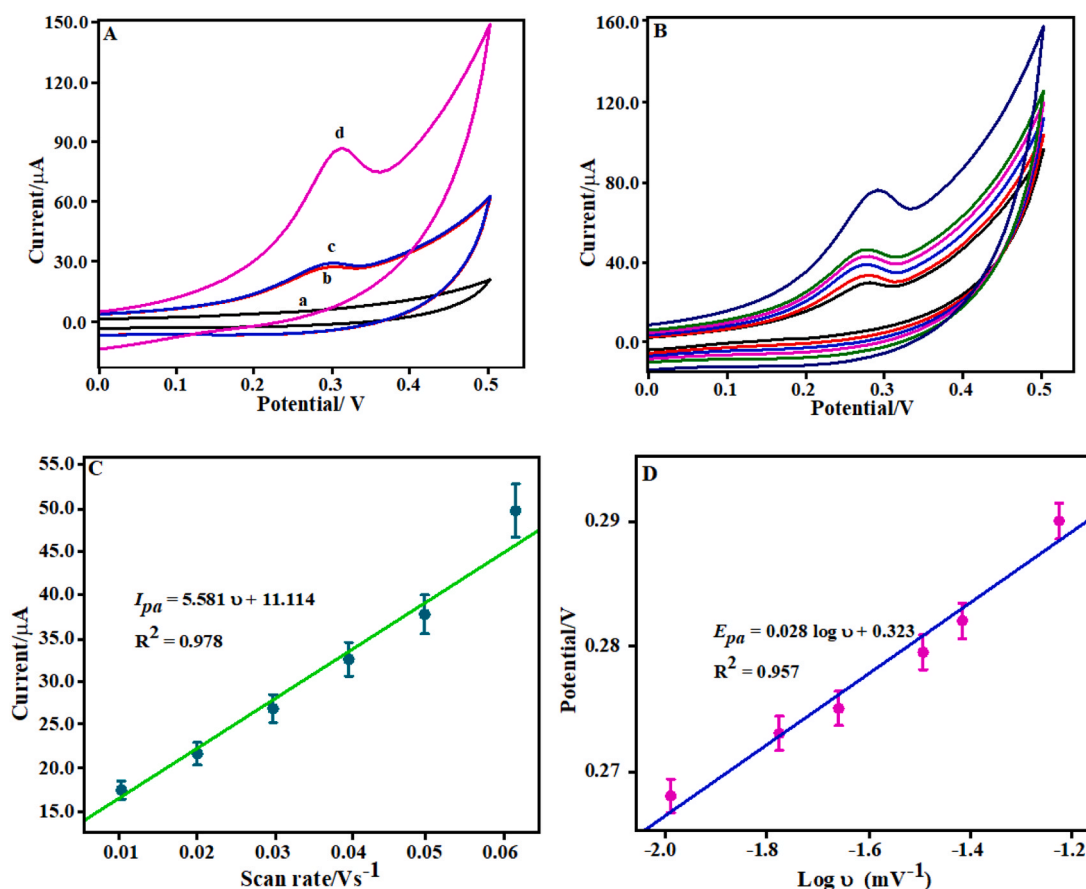 A
150.0
120.0
90.0
60.0
30.0
0.0
Current/μA
d
c
b
a
0.0 0.1 0.2 0.3 0.4 0.5
Potential/ V
B
160.0
120.0
80.0
40.0
0.0
Current/μA
0.0 0.1 0.2 0.3 0.4 0.5
Potential/V
C
55.0
50.0
45.0
40.0
35.0
30.0
25.0
20.0
15.0
Current/μA
I_pa = 5.581 υ + 11.114
R² = 0.978
0.01 0.02 0.03 0.04 0.05 0.06
Scan rate/Vs⁻¹
D
0.29
0.28
0.27
Potential/V
E_pa = 0.028 log υ + 0.323
R² = 0.957
-2.0 -1.8 -1.6 -1.4 -1.2
Log υ (mV⁻¹)